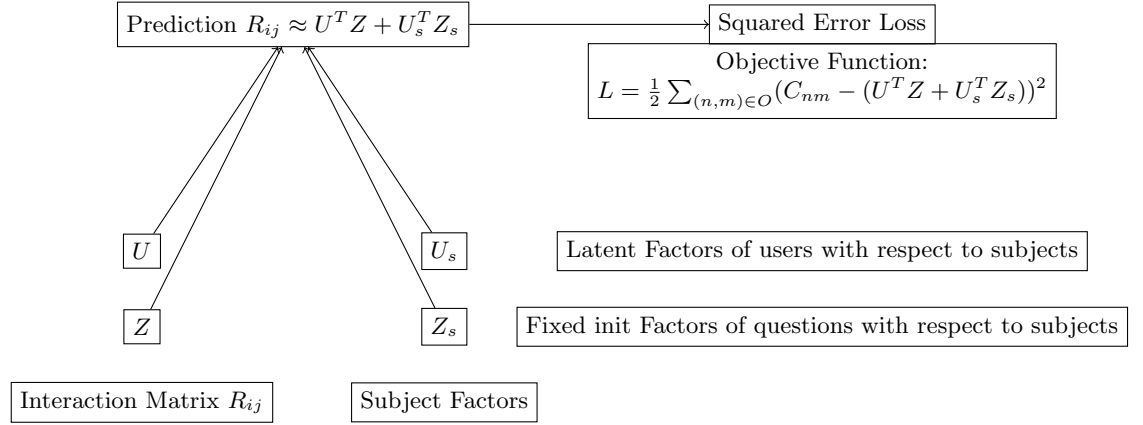 Prediction $R_{ij} \approx U^T Z + U_s^T Z_s$
Squared Error Loss
Objective Function:
$L = \frac{1}{2} \sum_{(n,m) \in O} (C_{nm} - (U^T Z + U_s^T Z_s))^2$
$U$
$U_s$
Latent Factors of users with respect to subjects
$Z$
$Z_s$
Fixed init Factors of questions with respect to subjects
Interaction Matrix $R_{ij}$
Subject Factors